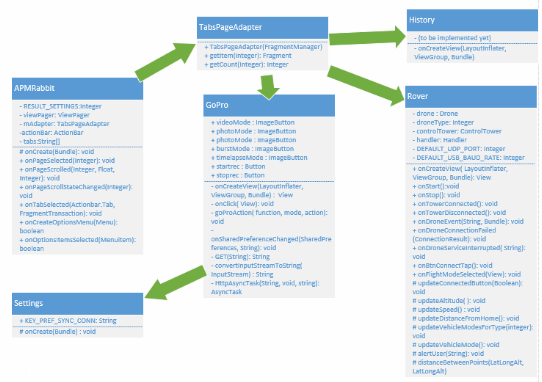 TabsPageAdapter
+ TabsPageAdapter(FragmentManager)
+ getItem(Integer): Fragment
+ getCount(Integer): Integer
History
- (to be implemented yet)
- onCreateView(LayoutInflater,
ViewGroup, Bundle)
APMRabbit
- RESULT_SETTINGS:Integer
- viewPager: ViewPager
- mAdapter: TabsPageAdapter
-actionBar: ActionBar
- tabs:String[]
# onCreate(Bundle): void
+ onPageSelected(Integer): void
+ onPageScrolled(Integer, Float,
Integer): void
+ onPageScrollStateChanged(Integer):
void
+ onTabSelected(Actionbar.Tab,
FragmentTransaction): void
+ onCreateOptionsMenu(Menu):
boolean
+ onOptionsItemsSelected(MenuItem):
boolean
GoPro
+ videoMode : ImageButton
+ photoMode : ImageButton
+ photoMode : ImageButton
+ burstMode : ImageButton
+ timelapseMode : ImageButton
+ startrec : Button
+ stoprec : Button
- onCreateView(LayoutInflater,
ViewGroup, Bundle) : View
- onClick( View): void
- goProAction( function, mode, action):
void
-
onSharedPreferenceChanged(SharedPre
ferences, String): void
- GET(String): String
- convertInputStreamToString(
InputStream) : String
- HttpAsyncTask(String, void, string):
AsyncTask
Rover
- drone : Drone
- droneType: Integer
- controlTower: ControlTower
- handler: Handler
- DEFAULT_UDP_PORT: Integer
- DEFAULT_USB_BAUD_RATE: Integer
+ onCreateView( LayoutInflater,
ViewGroup, Bundle): View
+ onStart():void
+ onStop(): void
+ onTowerConnected(): void
+ onTowerDisconnected(): void
+ onDroneEvent(String, Bundle): void
+ onDroneConnectionFailed
(ConnectionResult): void
+ onDroneServiceInterrupted( String):
void
+ onBtnConnectTap(): void
+ onFlightModeSelected(View): void
# updateConnectedButton(Boolean):
void
# updateAltitude( ): void
# updateSpeed() : void
# updateDistanceFromHome(): void
# updateVehicleModesForType(integer):
void
# updateVehicleMode(): void
# alertUser(String): void
# distanceBetweenPoints(LatLongAlt,
LatLongAlt)
Settings
+ KEY_PREF_SYNC_CONN: String
# onCreate(Bundle) : void